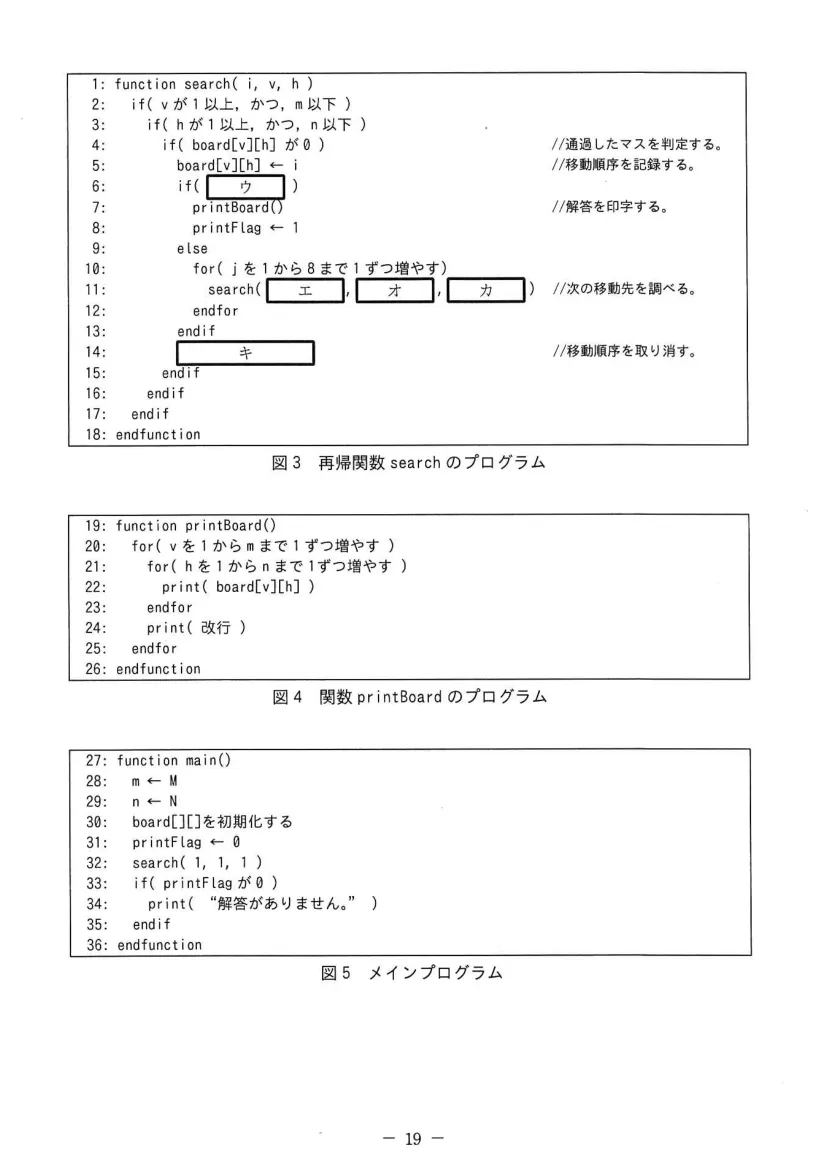 1: function search( i, v, h )
2: if( v が1以上, かつ, m以下 )
3: if( h が1以上, かつ, n以下 )
4: if( board[v][h] が0 ) //通過したマスを判定する。
5: board[v][h] ← i //移動順序を記録する。
6: if( ウ )
7: printBoard() //解答を印字する。
8: printFlag ← 1
9: else
10: for( j を1から8まで1ずつ増やす)
11: search( エ , オ , カ ) //次の移動先を調べる。
12: endfor
13: endif
14: キ //移動順序を取り消す。
15: endif
16: endif
17: endif
18: endfunction
図3 再帰関数 search のプログラム
19: function printBoard()
20: for( v を1から m まで1ずつ増やす )
21: for( h を1から n まで1ずつ増やす )
22: print( board[v][h] )
23: endfor
24: print( 改行 )
25: endfor
26: endfunction
図4 関数 printBoard のプログラム
27: function main()
28: m ← M
29: n ← N
30: board[][]を初期化する
31: printFlag ← 0
32: search( 1, 1, 1 )
33: if( printFlag が0 )
34: print( “解答がありません。” )
35: endif
36: endfunction
図5 メインプログラム
— 19 —